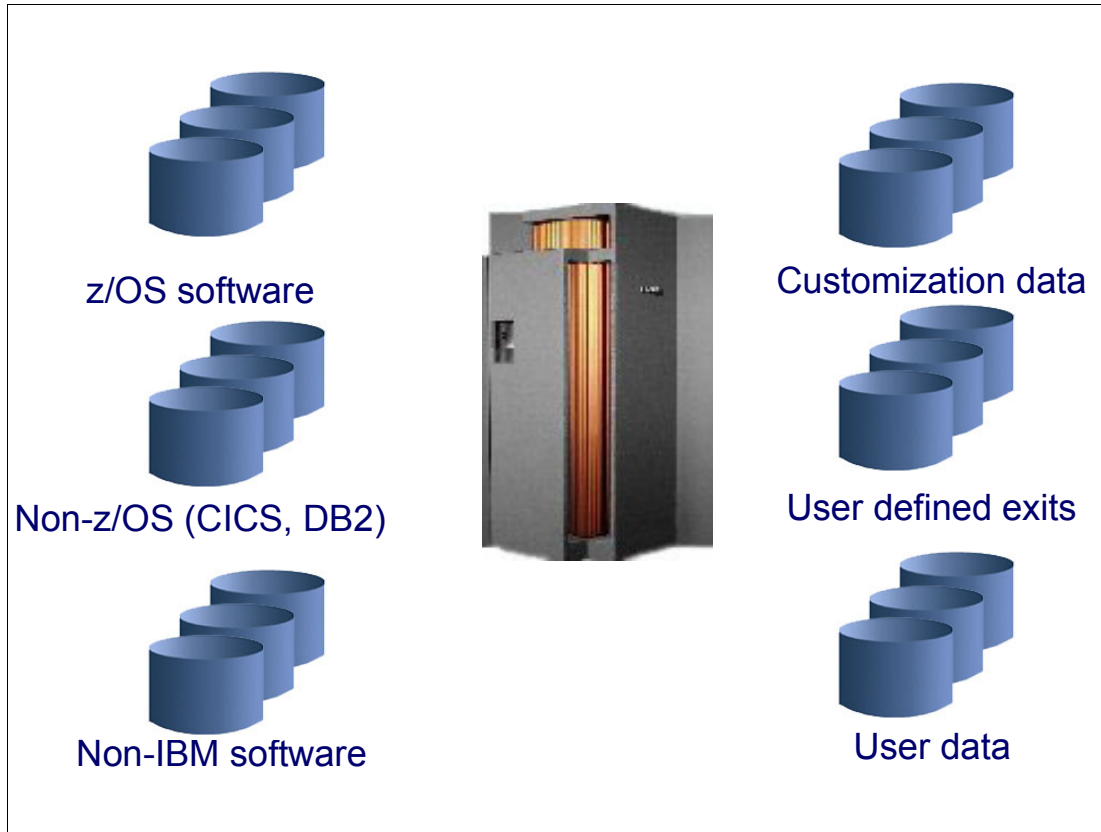 z/OS software
Customization data
Non-z/OS (CICS, DB2)
User defined exits
Non-IBM software
User data